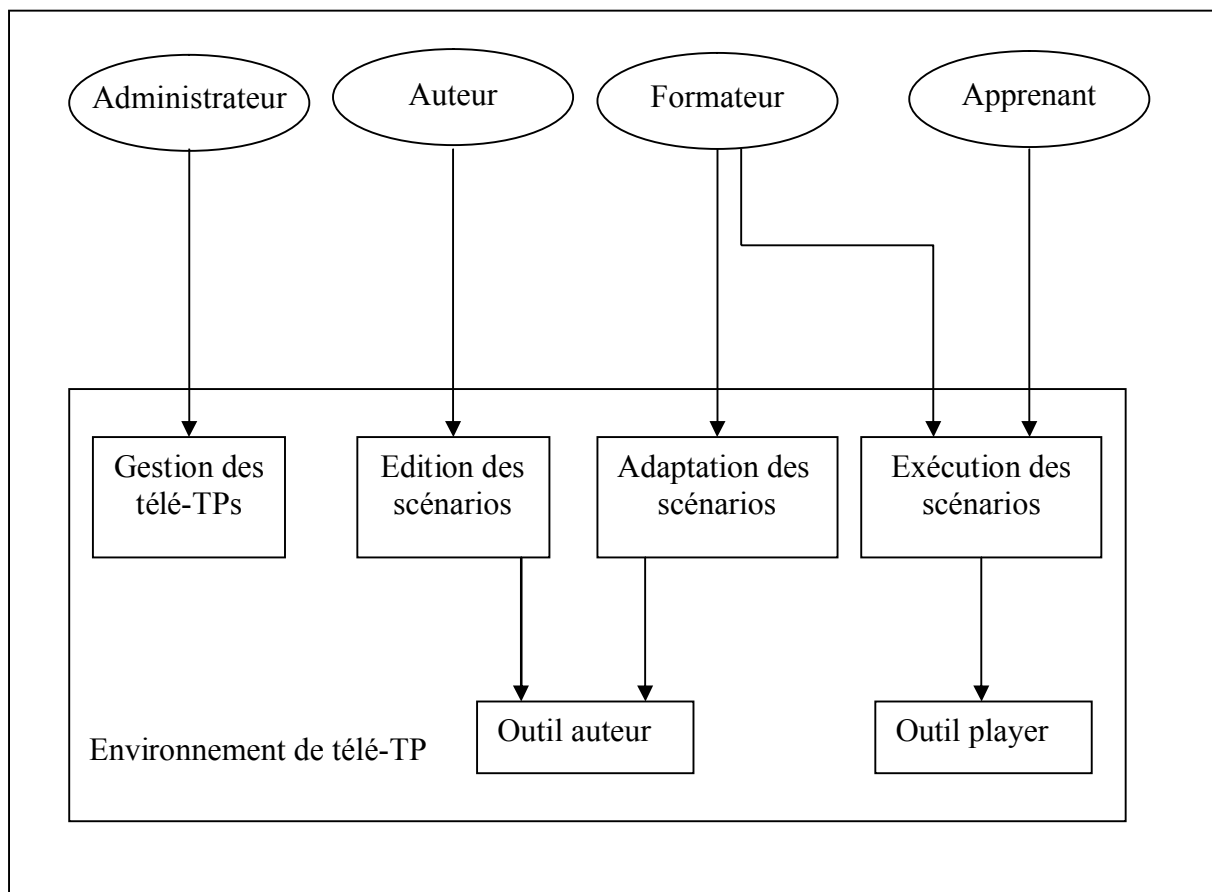 Administrateur
Auteur
Formateur
Apprenant
Gestion des
télé-TPs
Edition des
scénarios
Adaptation des
scénarios
Exécution des
scénarios
Outil auteur
Outil player
Environnement de télé-TP